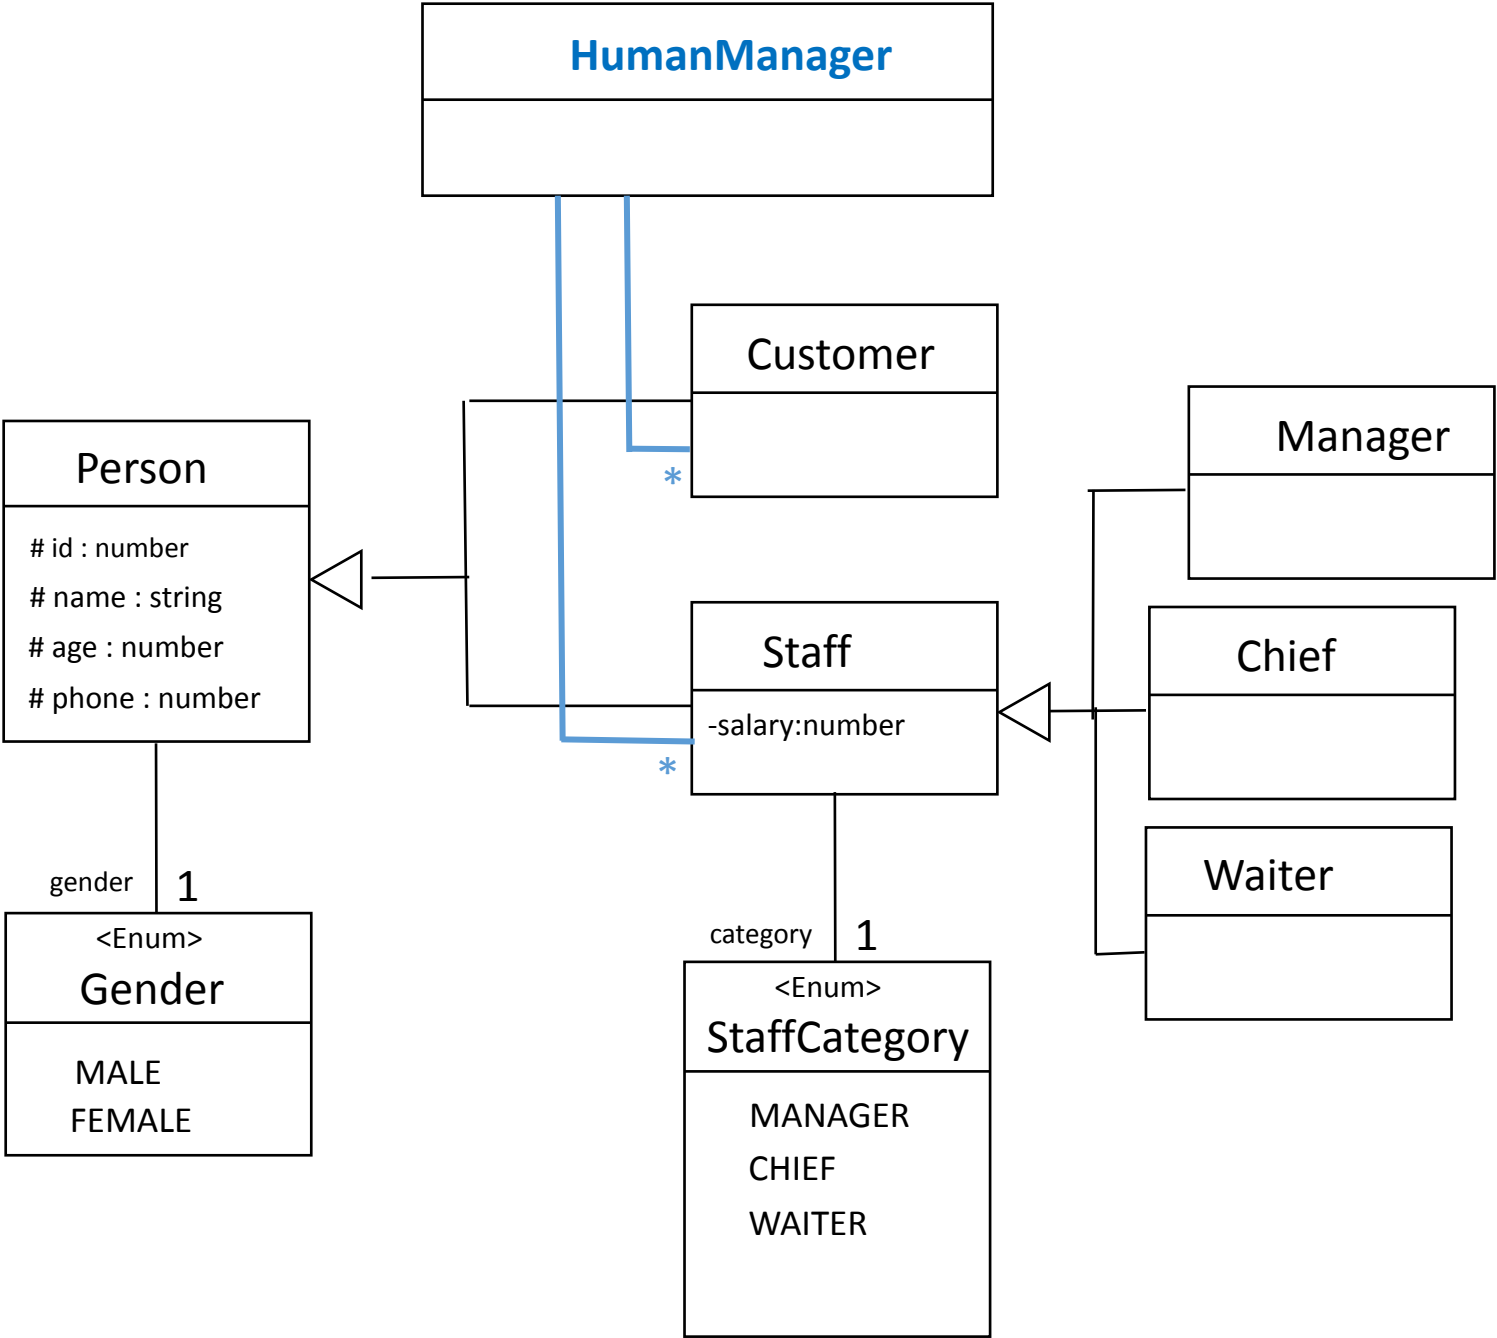 HumanManager
Customer
*
Person
# id : number
# name : string
# age : number
# phone : number
Staff
-salary:number
*
Manager
Chief
Waiter
gender 1
<Enum>
Gender
MALE
FEMALE
category 1
<Enum>
StaffCategory
MANAGER
CHIEF
WAITER